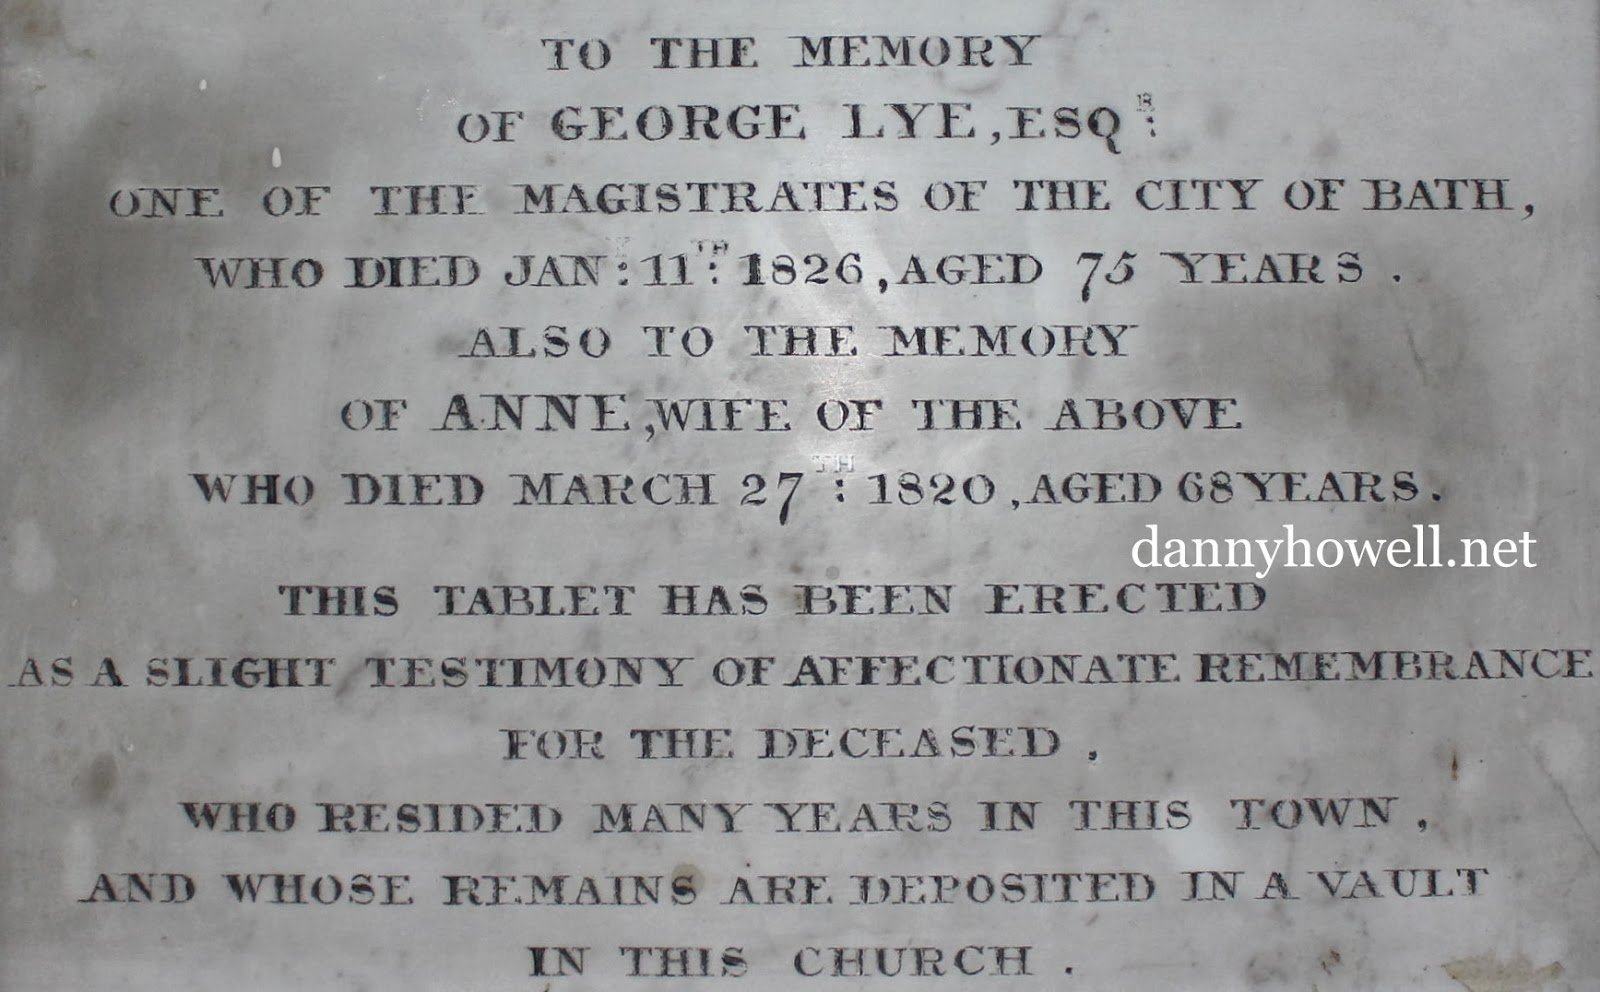 TO THE MEMORY
OF GEORGE LYE, ESQR:
ONE OF THE MAGISTRATES OF THE CITY OF BATH,
WHO DIED JANY: 11TH: 1826, AGED 75 YEARS.
ALSO TO THE MEMORY
OF ANNE, WIFE OF THE ABOVE
WHO DIED MARCH 27TH: 1820, AGED 68 YEARS.
dannyhowell.net
THIS TABLET HAS BEEN ERECTED
AS A SLIGHT TESTIMONY OF AFFECTIONATE REMEMBRANCE
FOR THE DECEASED,
WHO RESIDED MANY YEARS IN THIS TOWN,
AND WHOSE REMAINS ARE DEPOSITED IN A VAULT
IN THIS CHURCH.